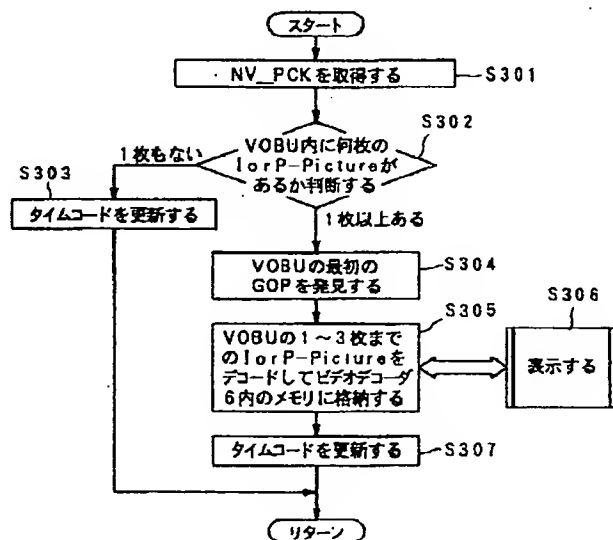 スタート
NV_PCKを取得する
S301
S302
VOBU内に何枚の
IorP-Pictureが
あるか判断する
1枚もない
S303
タイムコードを更新する
1枚以上ある
VOBUの最初の
GOPを発見する
S304
S305
VOBUの1～3枚まで
のIorP-Pictureを
デコードしてビデオデコーダ
6内のメモリに格納する
S306
表示する
タイムコードを更新する
S307
リターン